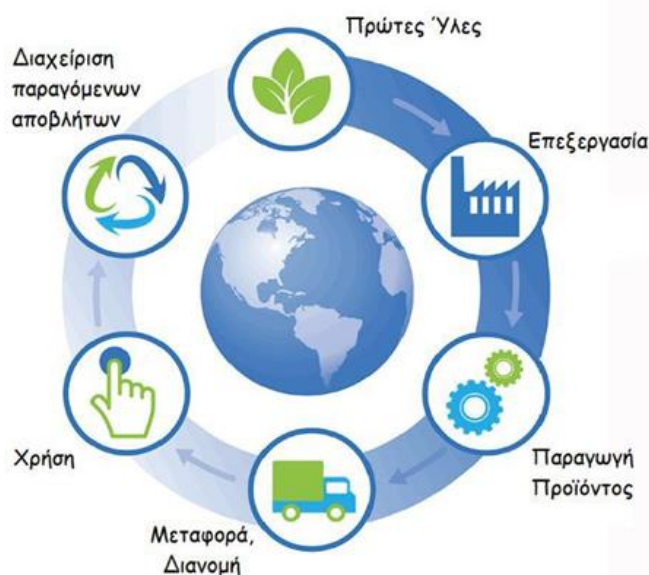 Πρώτες Ύλες
Επεξεργασία
Παραγωγή
Προϊόντος
Μεταφορά,
Διανομή
Χρήση
Διαχείριση
παραγόμενων
αποβλήτων